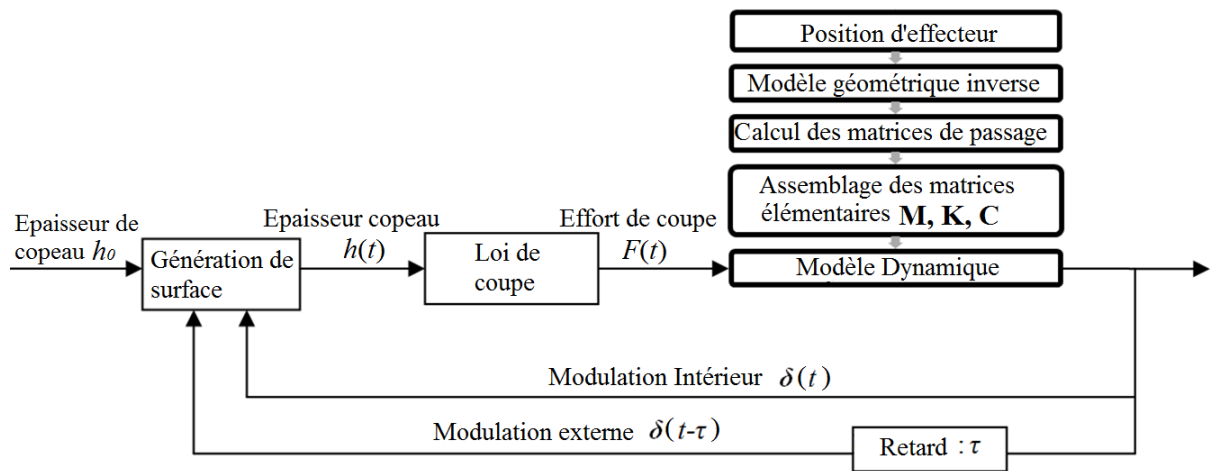 Position d'effecteur
Modèle géométrique inverse
Calcul des matrices de passage
Assemblage des matrices
élémentaires M, K, C
Epaisseur de
copeau h0
Génération de
surface
Epaisseur copeau
h(t)
Loi de
coupe
Effort de coupe
F(t)
Modèle Dynamique
Modulation Intérieur δ(t)
Modulation externe δ(t-τ)
Retard : τ